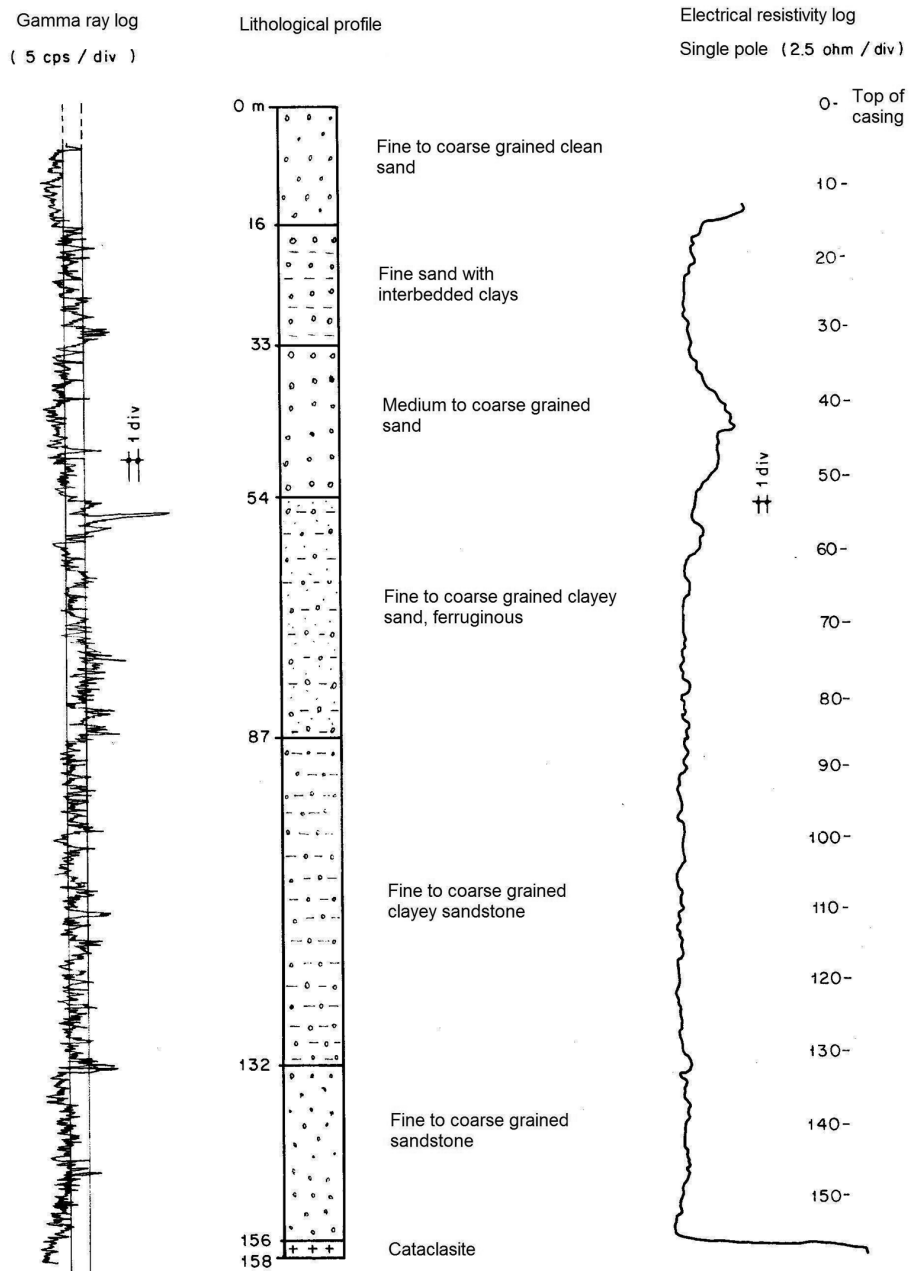 Gamma ray log
( 5 cps / div )
Lithological profile
Electrical resistivity log
Single pole ( 2.5 ohm / div )
0 m
16
33
54
87
132
156
158
Fine to coarse grained clean
sand
Fine sand with
interbedded clays
Medium to coarse grained
sand
Fine to coarse grained clayey
sand, ferruginous
Fine to coarse grained
clayey sandstone
Fine to coarse grained
sandstone
Cataclasite
1 div
1 div
0- Top of
casing
10-
20-
30-
40-
50-
60-
70-
80-
90-
100-
110-
120-
130-
140-
150-